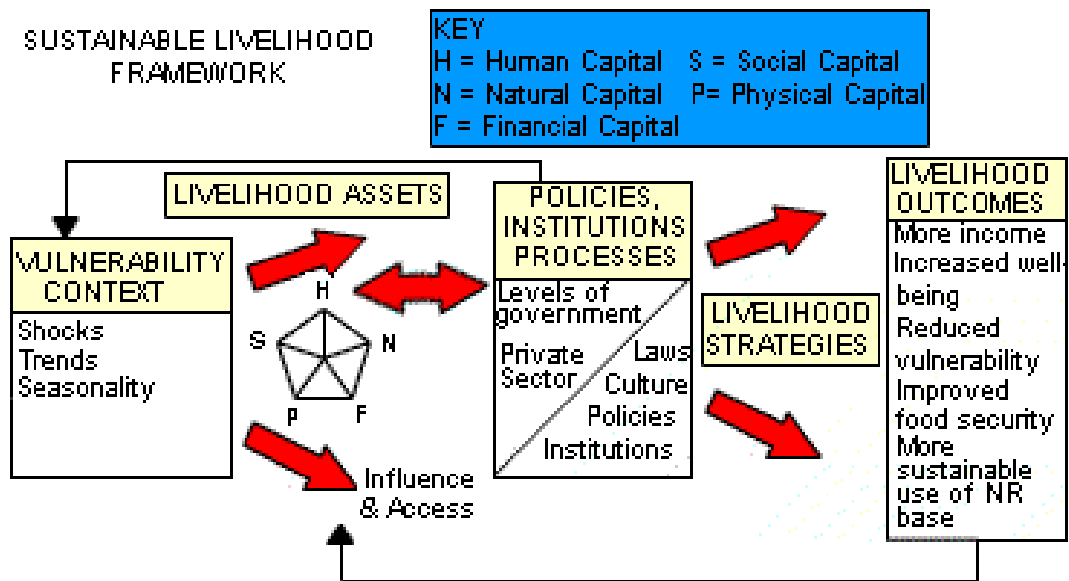 SUSTAINABLE LIVELIHOOD
FRAMEWORK
KEY
H = Human Capital S = Social Capital
N = Natural Capital P= Physical Capital
F = Financial Capital
LIVELIHOOD ASSETS
VULNERABILITY
CONTEXT
Shocks
Trends
Seasonality
H
S
N
P
F
Influence
& Access
POLICIES,
INSTITUTIONS
PROCESSES
Levels of
government
Private
Sector
Laws
Culture
Policies
Institutions
LIVELIHOOD
STRATEGIES
LIVELIHOOD
OUTCOMES
More income
Increased well-
being
Reduced
vulnerability
Improved
food security
More
sustainable
use of NR
base